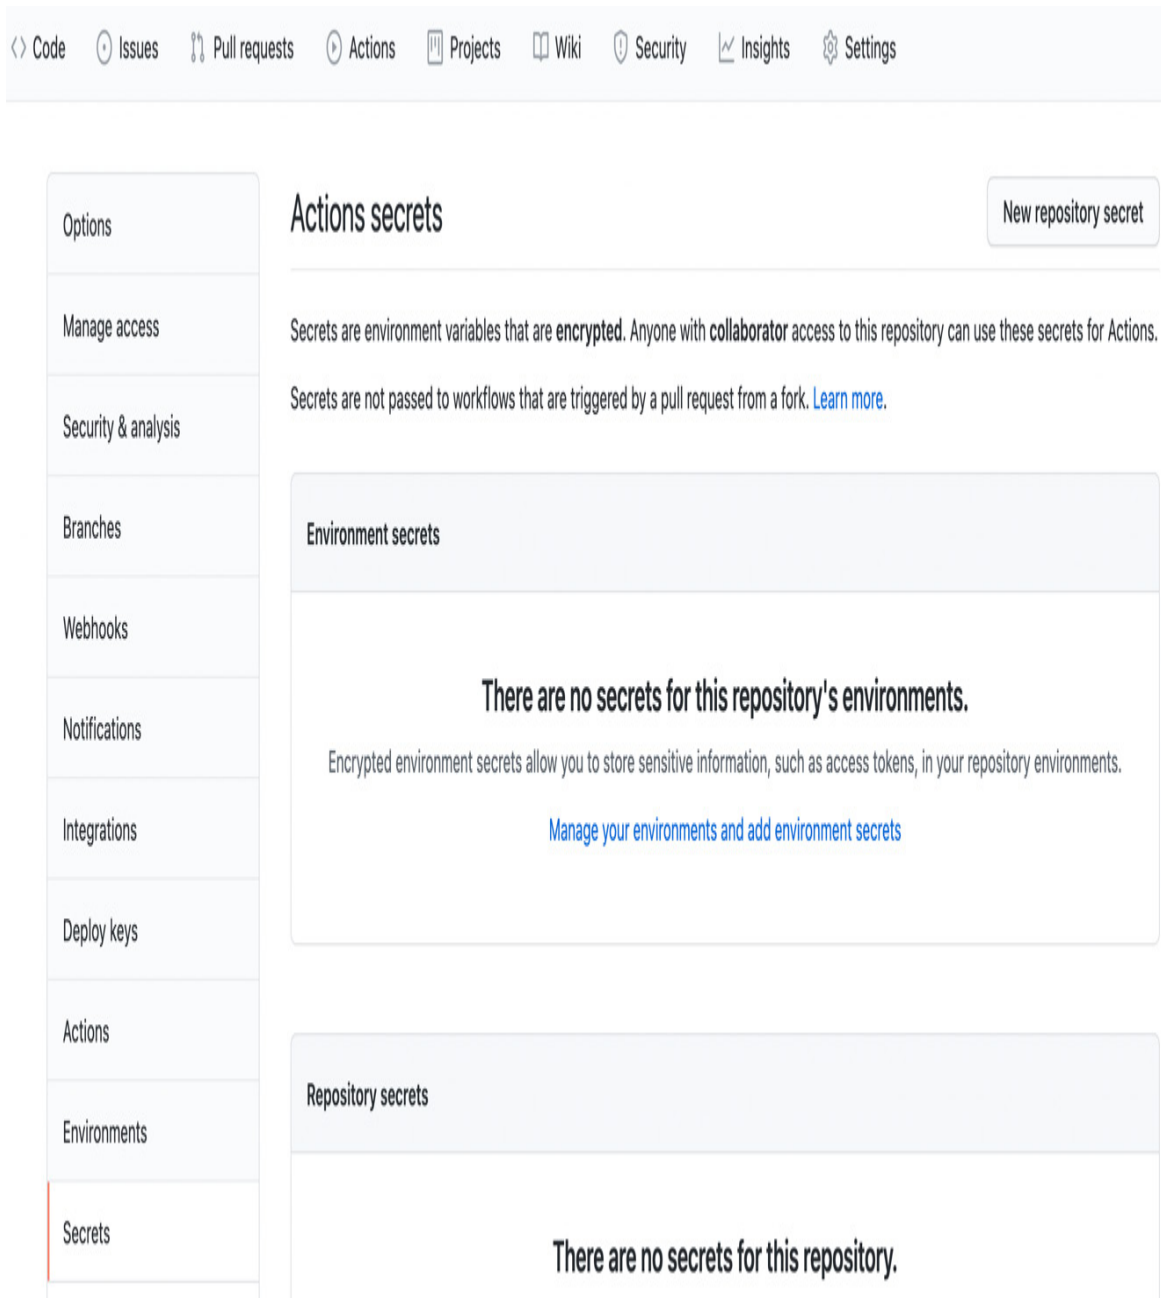 Code Issues Pull requests Actions Projects Wiki Security Insights Settings
Options
Manage access
Security & analysis
Branches
Webhooks
Notifications
Integrations
Deploy keys
Actions
Environments
Secrets
Actions secrets
New repository secret
Secrets are environment variables that are encrypted. Anyone with collaborator access to this repository can use these secrets for Actions.
Secrets are not passed to workflows that are triggered by a pull request from a fork. Learn more.
Environment secrets
There are no secrets for this repository's environments.
Encrypted environment secrets allow you to store sensitive information, such as access tokens, in your repository environments.
Manage your environments and add environment secrets
Repository secrets
There are no secrets for this repository.